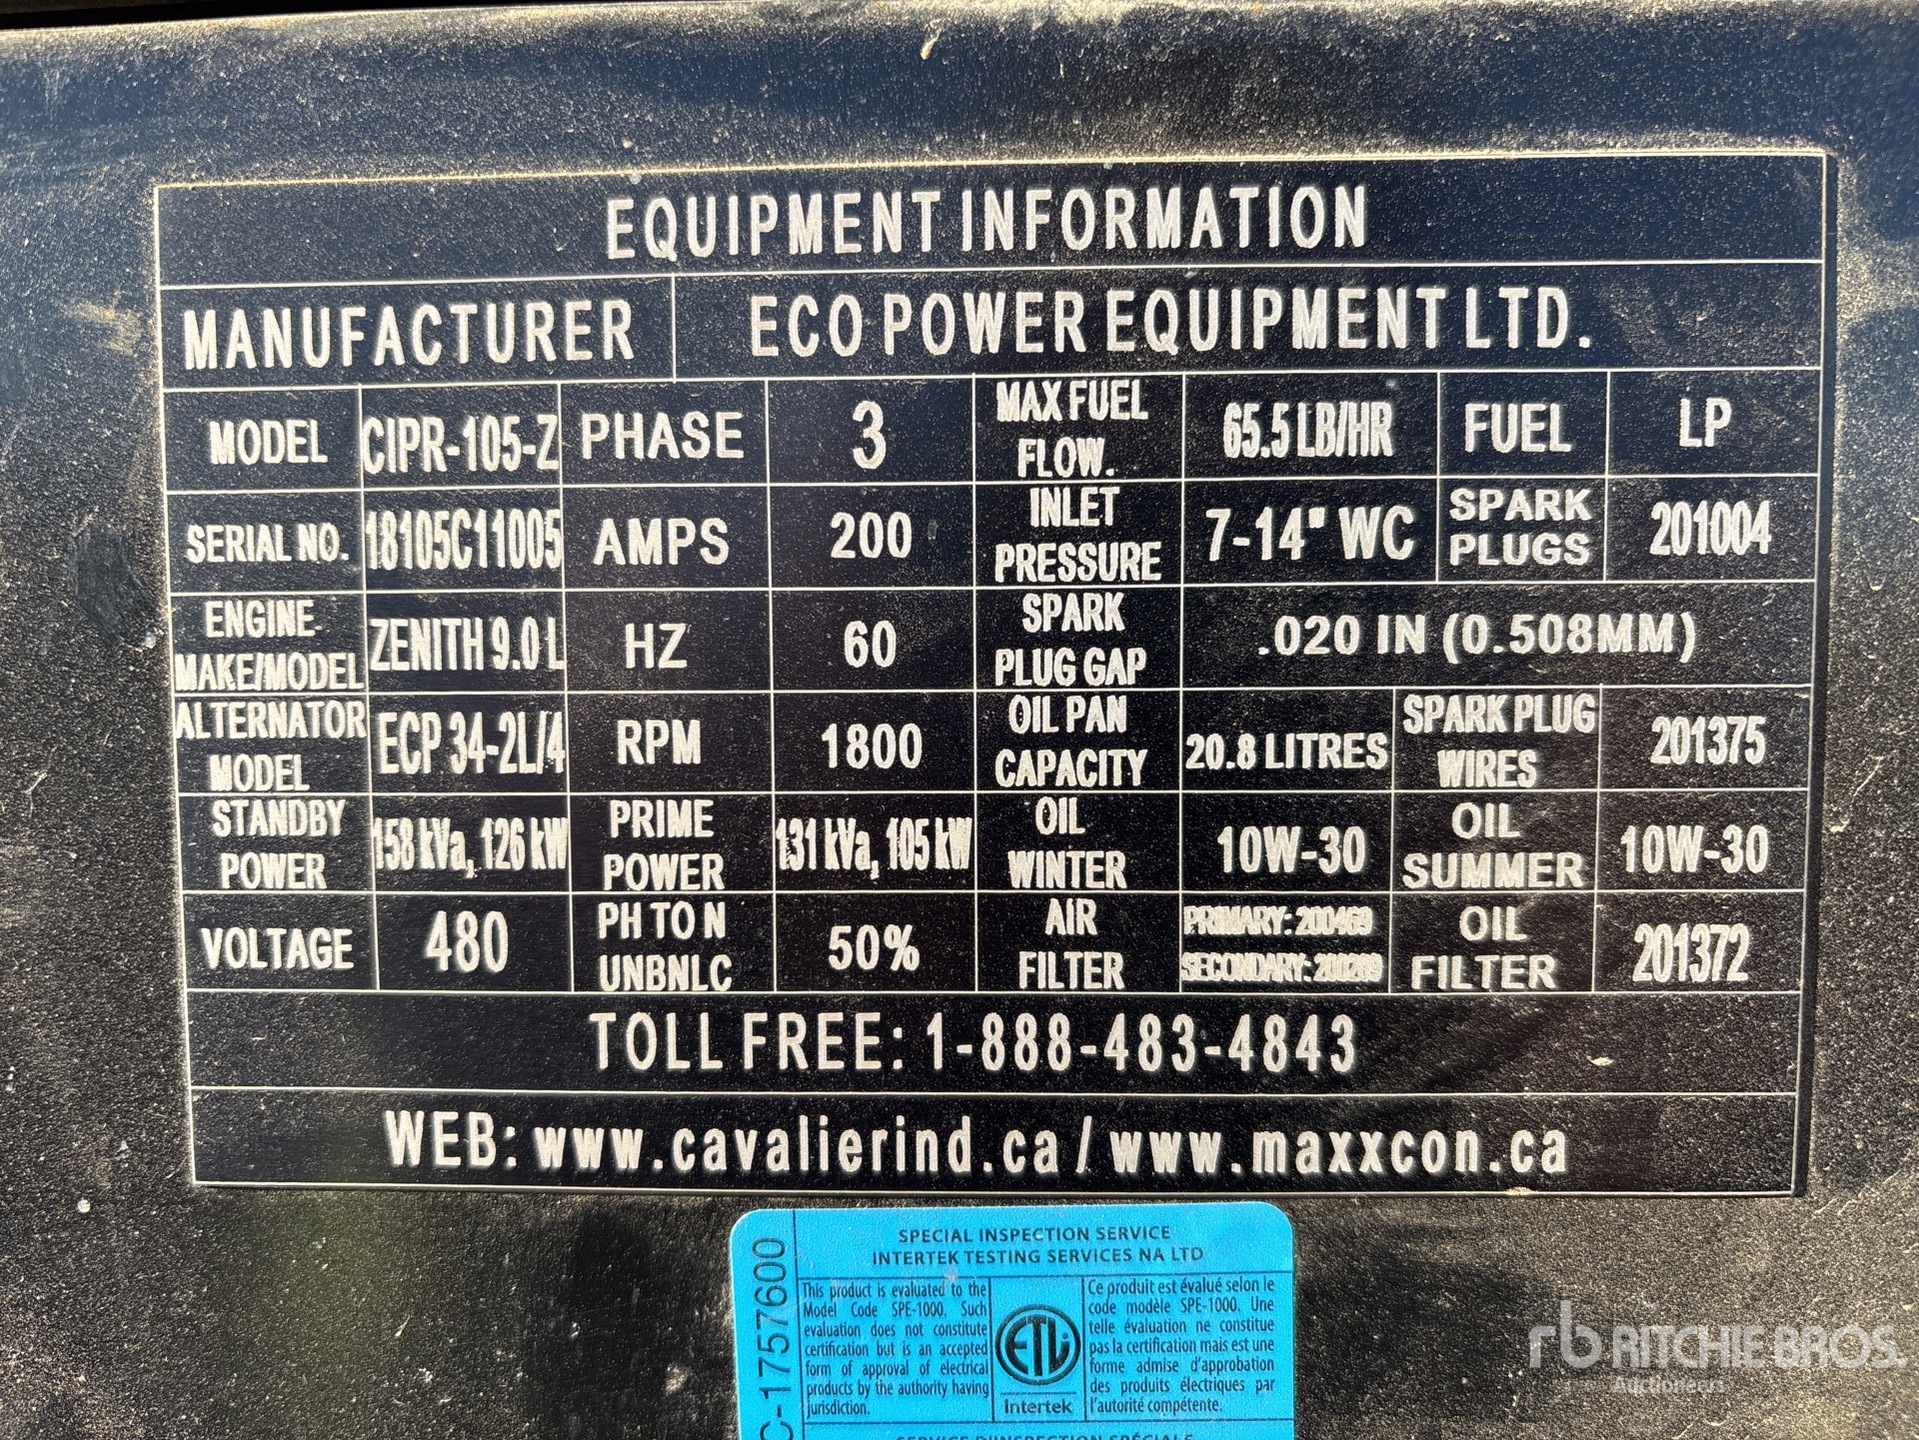 EQUIPMENT INFORMATION
MANUFACTURER ECO POWER EQUIPMENT LTD.
MODEL CIPR-105-Z PHASE 3 MAX FUEL FLOW. 65.5 LB/HR FUEL LP
SERIAL NO. 18105C11005 AMPS 200 INLET PRESSURE 7-14" WC SPARK PLUGS 201004
ENGINE MAKE/MODEL ZENITH 9.0 L HZ 60 SPARK PLUG GAP .020 IN (0.508MM)
ALTERNATOR MODEL ECP 34-2L/4 RPM 1800 OIL PAN CAPACITY 20.8 LITRES SPARK PLUG WIRES 201375
STANDBY POWER 158 kVa, 126 kW PRIME POWER 131 kVa, 105 kW OIL WINTER 10W-30 OIL SUMMER 10W-30
VOLTAGE 480 PH TO N UNBNLC 50% AIR FILTER PRIMARY: 200469 SECONDARY: 200269 OIL FILTER 201372
TOLL FREE: 1-888-483-4843
WEB: www.cavalierind.ca / www.maxxcon.ca
SPECIAL INSPECTION SERVICE
INTERTEK TESTING SERVICES NA LTD
C-1757600
This product is evaluated to the
Model Code SPE-1000. Such
evaluation does not constitute
certification but is an accepted
form of approval of electrical
products by the authority having
jurisdiction.
ETL
Intertek
Ce produit est évalué selon le
code modèle SPE-1000. Une
telle évaluation ne constitue
pas la certification mais est une
forme admise d'approbation
des produits électriques par
l'autorité compétente.
SERVICE D'INSPECTION SPÉCIALE
rb RITCHIE BROS.
Auctioneers